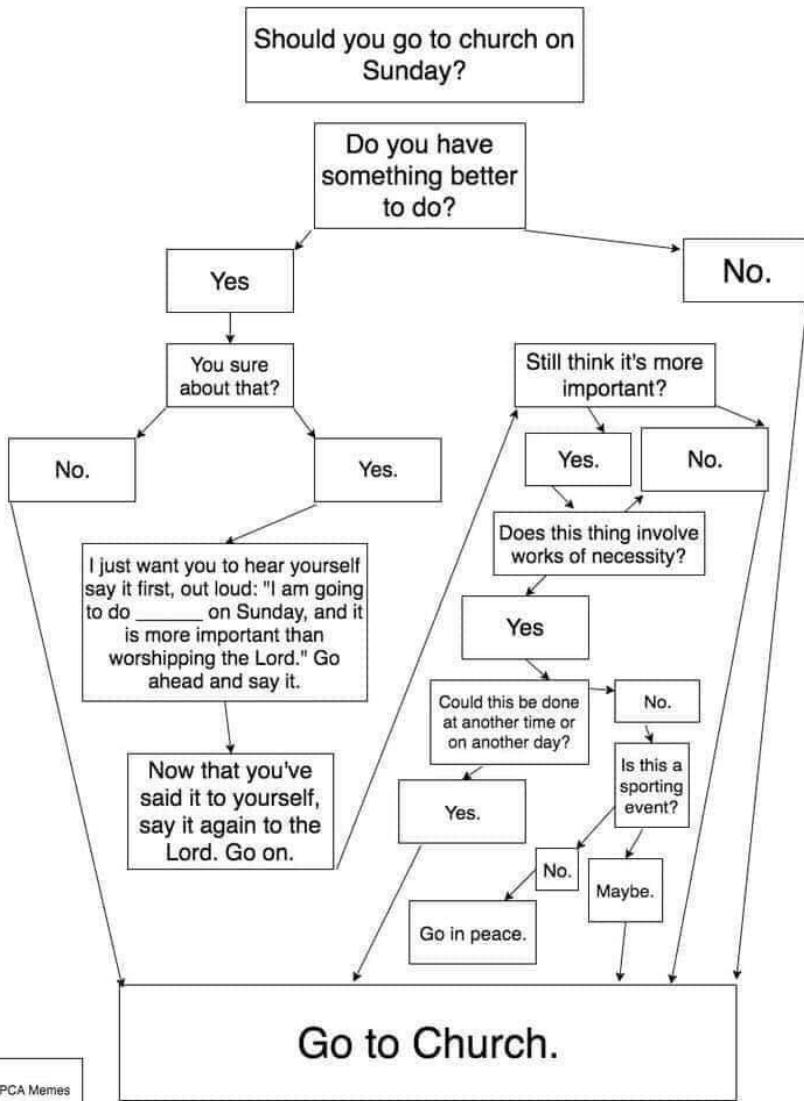 Should you go to church on
Sunday?
Do you have
something better
to do?
Yes
No.
You sure
about that?
Still think it's more
important?
No.
Yes.
Yes.
No.
Does this thing involve
works of necessity?
I just want you to hear yourself
say it first, out loud: "I am going
to do ______ on Sunday, and it
is more important than
worshipping the Lord." Go
ahead and say it.
Yes
Could this be done
at another time or
on another day?
No.
Now that you've
said it to yourself,
say it again to the
Lord. Go on.
Is this a
sporting
event?
Yes.
No.
Maybe.
Go in peace.
Go to Church.
PCA Memes